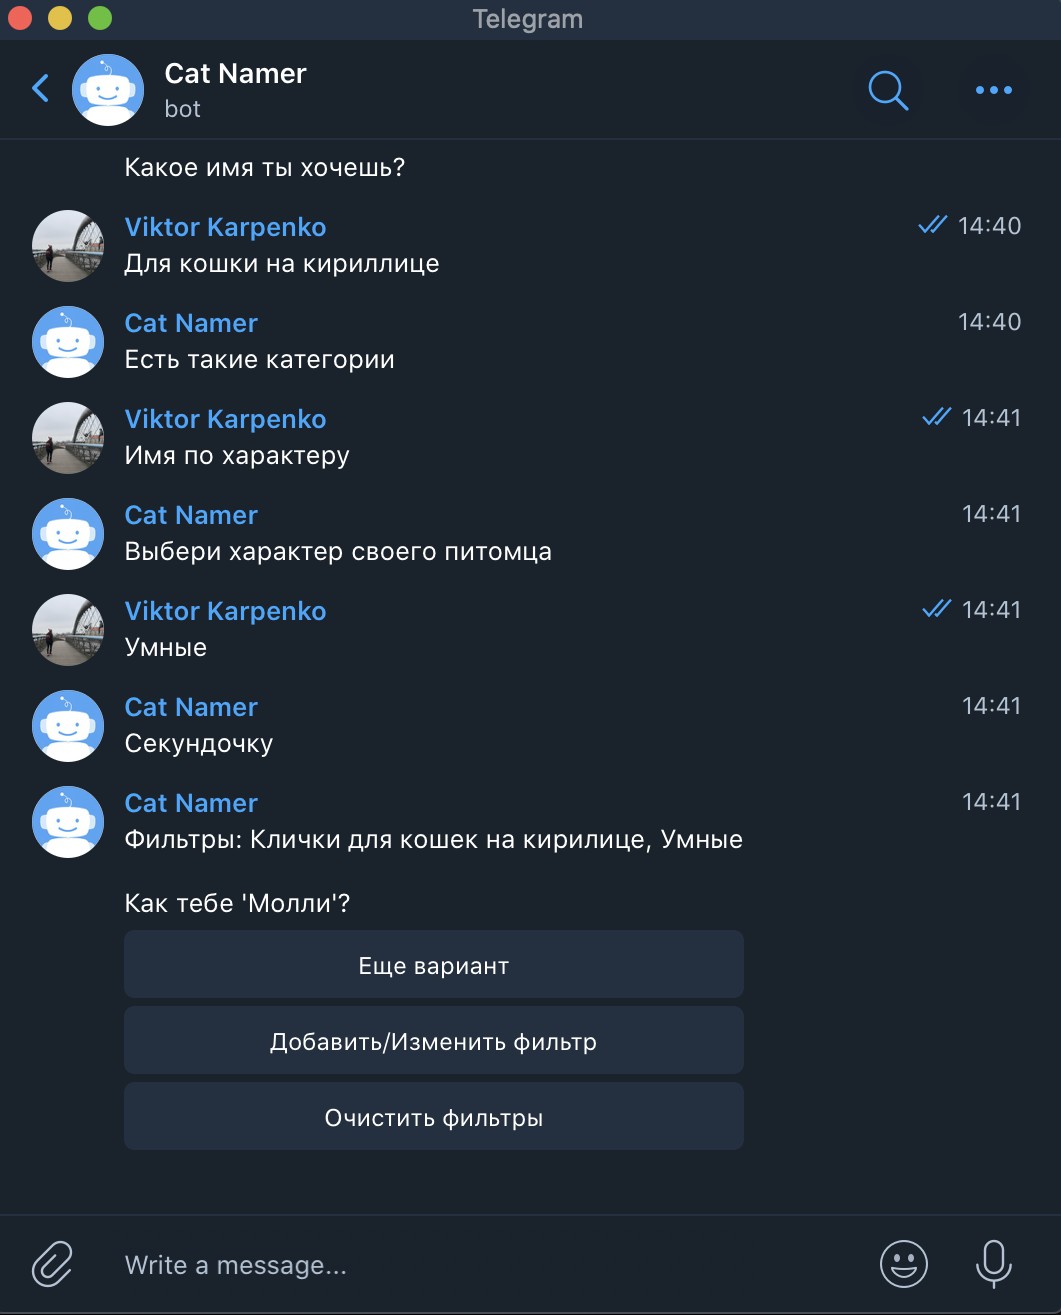 Telegram
Cat Namer
bot
Какое имя ты хочешь?
Viktor Karpenko 14:40
Для кошки на кириллице
Cat Namer 14:40
Есть такие категории
Viktor Karpenko 14:41
Имя по характеру
Cat Namer 14:41
Выбери характер своего питомца
Viktor Karpenko 14:41
Умные
Cat Namer 14:41
Секундочку
Cat Namer 14:41
Фильтры: Клички для кошек на кирилице, Умные
Как тебе 'Молли'?
Еще вариант
Добавить/Изменить фильтр
Очистить фильтры
Write a message...